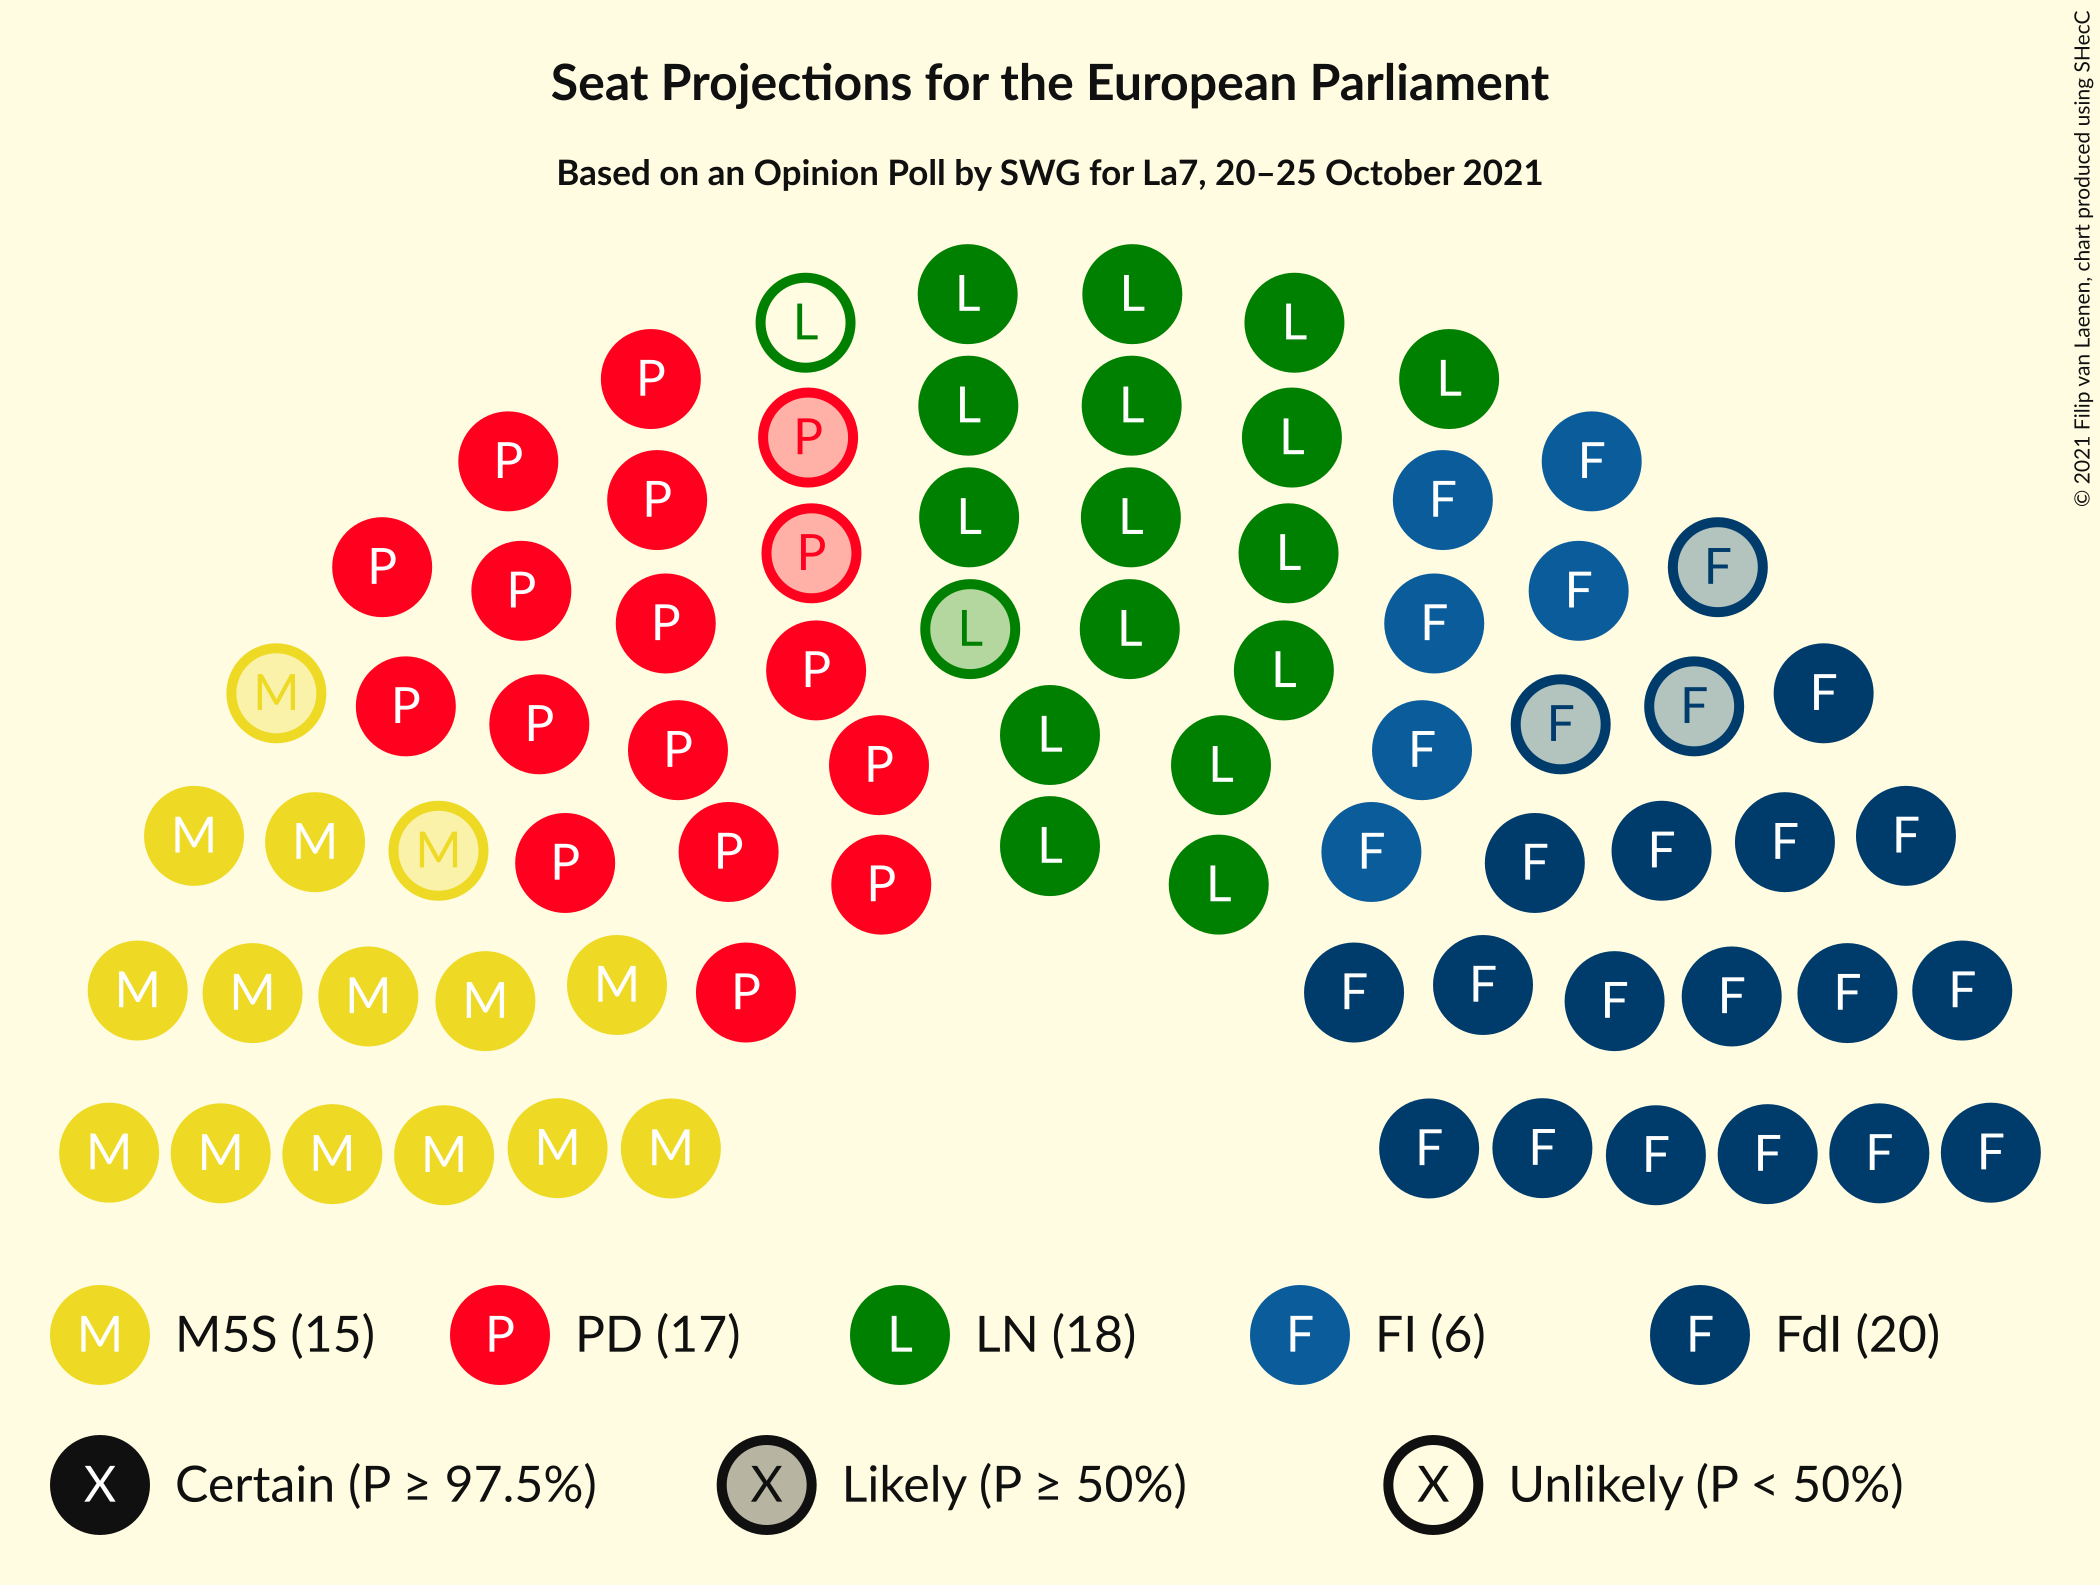 Seat Projections for the European Parliament
Based on an Opinion Poll by SWG for La7, 20–25 October 2021
© 2021 Filip van Laenen, chart produced using SHecC
L L L L
P L
P L L L P
P P F F
L L L P
P P F F F
P F
L L L P
M P P P L F F F F
P L L P F
M M M P P L F F F F F
P L
M M M M M P F F F F F F
M M M M M M F F F F F F
M M5S (15) P PD (17) L LN (18) F FI (6) F FdI (20)
X Certain (P ≥ 97.5%) X Likely (P ≥ 50%) X Unlikely (P < 50%)